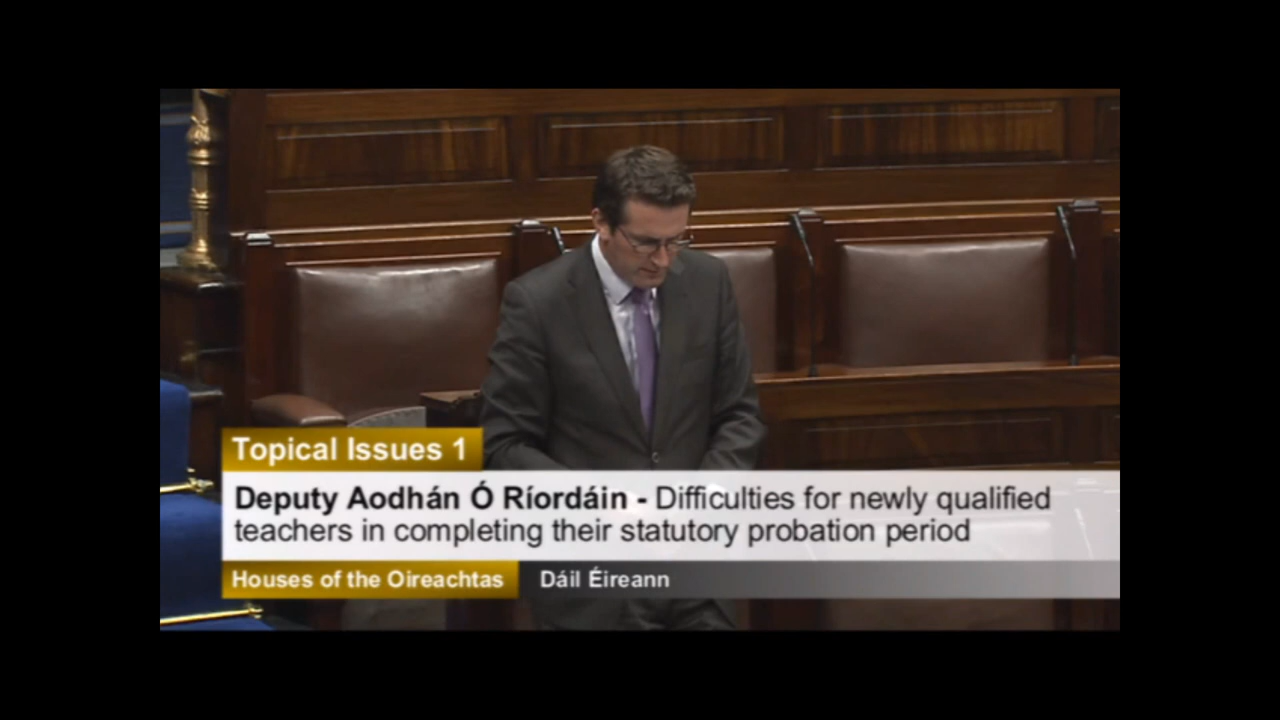 Topical Issues 1
Deputy Aodhán Ó Ríordáin - Difficulties for newly qualified
teachers in completing their statutory probation period
Houses of the Oireachtas Dáil Éireann